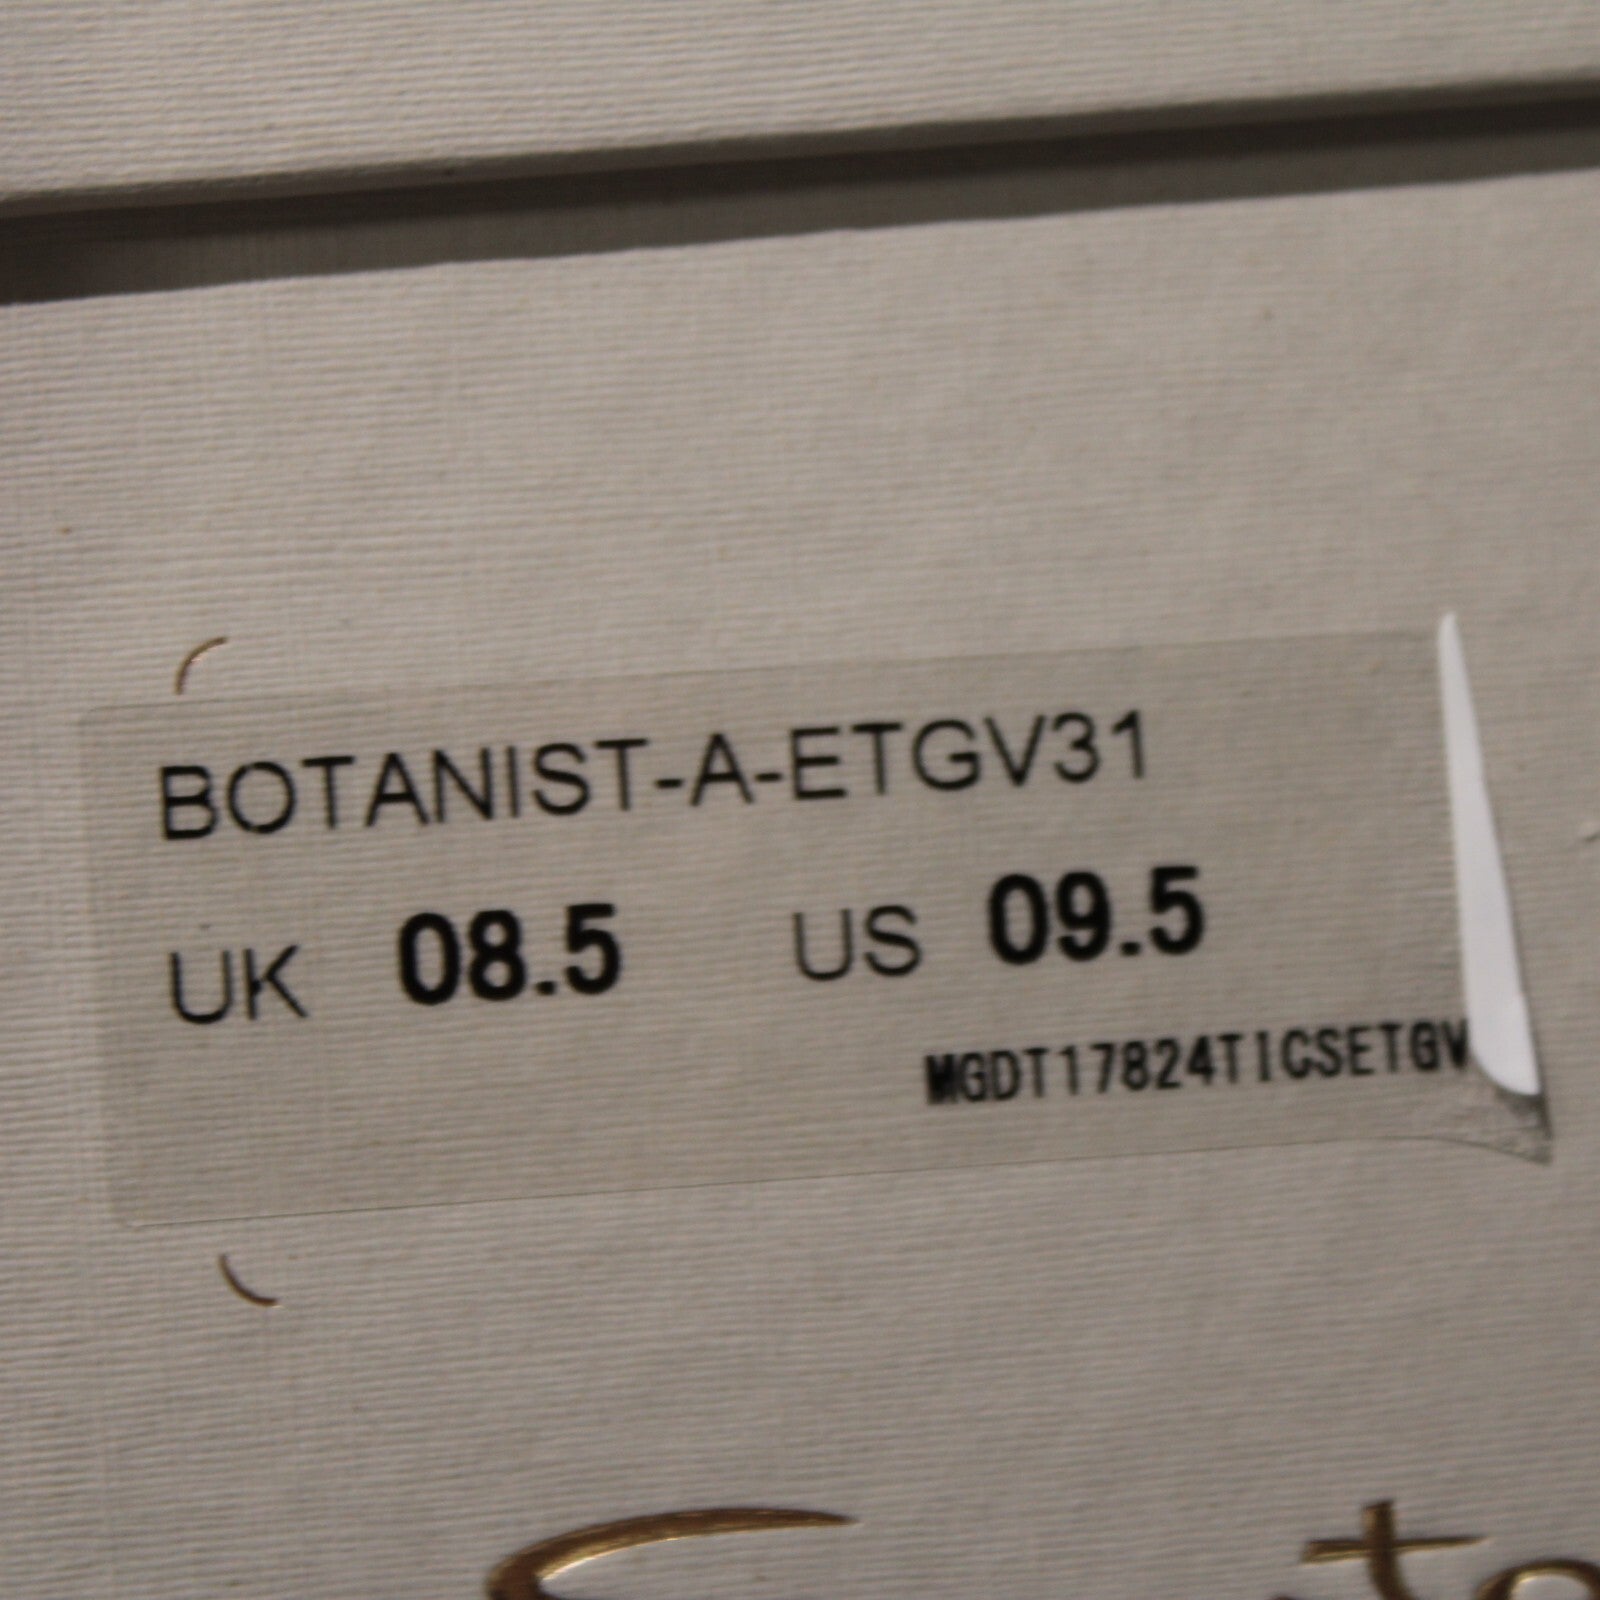 BOTANIST-A-ETGV31
UK 08.5 US 09.5
MGDT17824TICSETGV